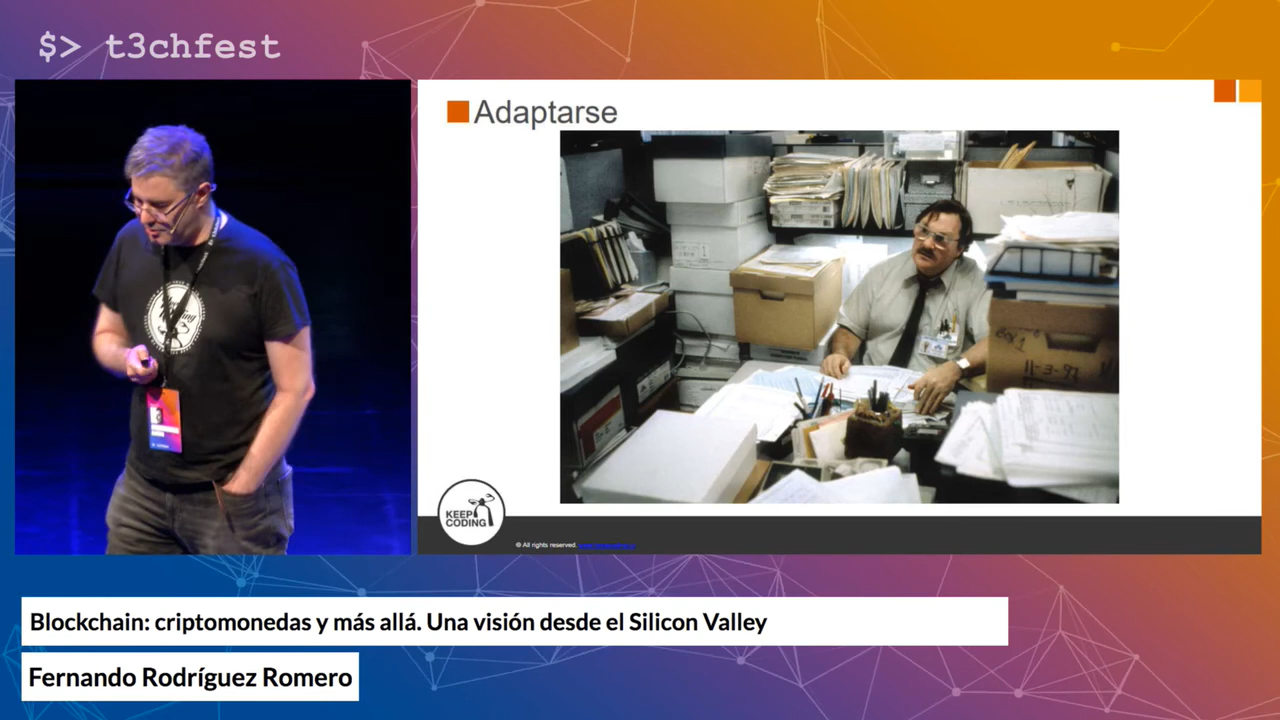 $> t3chfest
Adaptarse
KEEP
CODING
© All rights reserved.
Blockchain: criptomonedas y más allá. Una visión desde el Silicon Valley
Fernando Rodríguez Romero